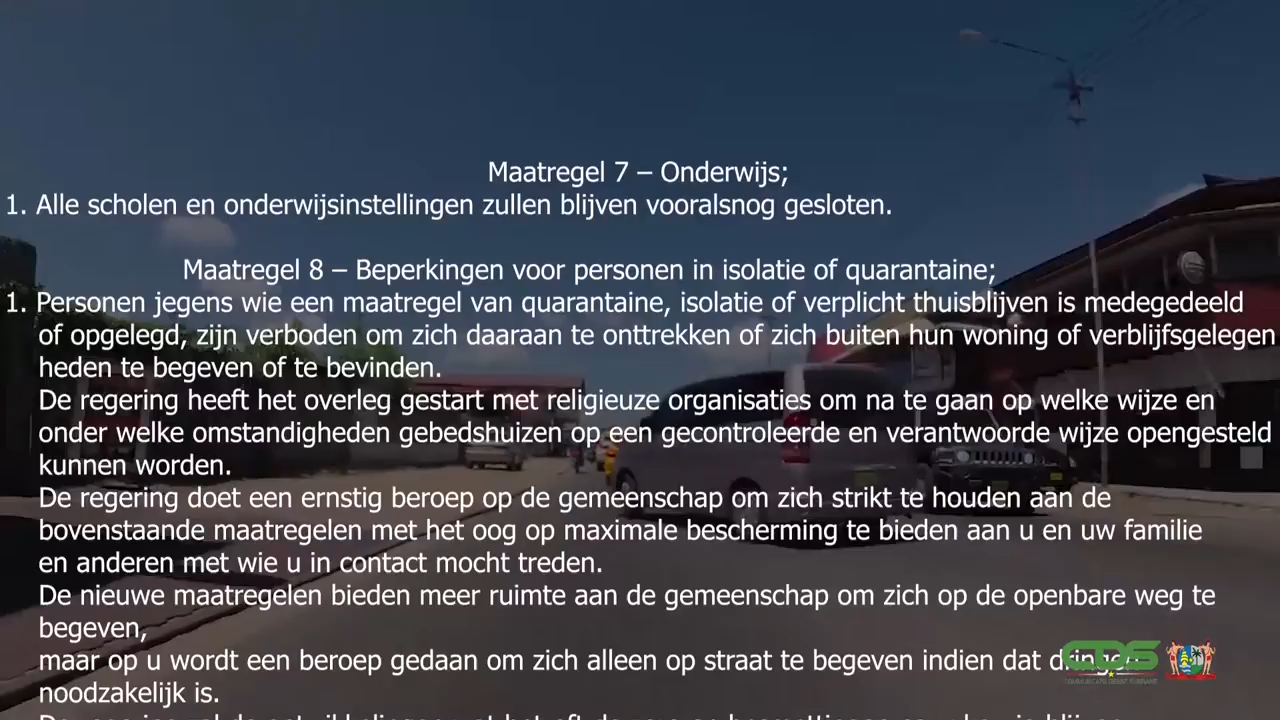 Maatregel 7 – Onderwijs;
1. Alle scholen en onderwijsinstellingen zullen blijven vooralsnog gesloten.
Maatregel 8 – Beperkingen voor personen in isolatie of quarantaine;
1. Personen jegens wie een maatregel van quarantaine, isolatie of verplicht thuisblijven is medegedeeld
of opgelegd, zijn verboden om zich daaraan te onttrekken of zich buiten hun woning of verblijfsgelegen
heden te begeven of te bevinden.
De regering heeft het overleg gestart met religieuze organisaties om na te gaan op welke wijze en
onder welke omstandigheden gebedshuizen op een gecontroleerde en verantwoorde wijze opengesteld
kunnen worden.
De regering doet een ernstig beroep op de gemeenschap om zich strikt te houden aan de
bovenstaande maatregelen met het oog op maximale bescherming te bieden aan u en uw familie
en anderen met wie u in contact mocht treden.
De nieuwe maatregelen bieden meer ruimte aan de gemeenschap om zich op de openbare weg te
begeven,
maar op u wordt een beroep gedaan om zich alleen op straat te begeven indien dat dringen
noodzakelijk is.
CDS